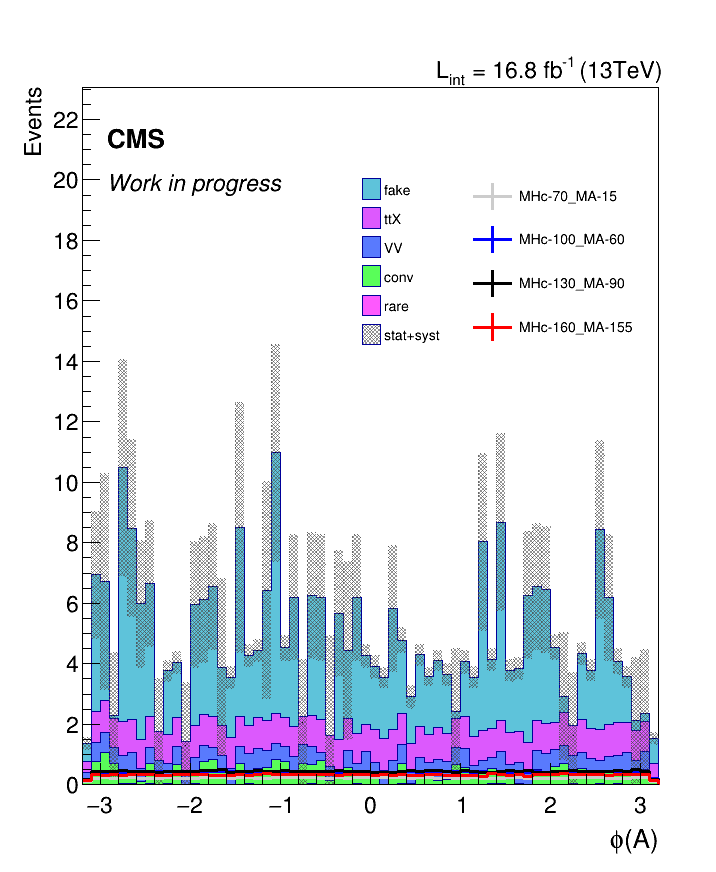 L_int = 16.8 fb^-1 (13TeV)
Events
CMS
Work in progress
fake
ttX
VV
conv
rare
stat+syst
MHc-70_MA-15
MHc-100_MA-60
MHc-130_MA-90
MHc-160_MA-155
22
20
18
16
14
12
10
8
6
4
2
0
−3 −2 −1 0 1 2 3
ϕ(A)